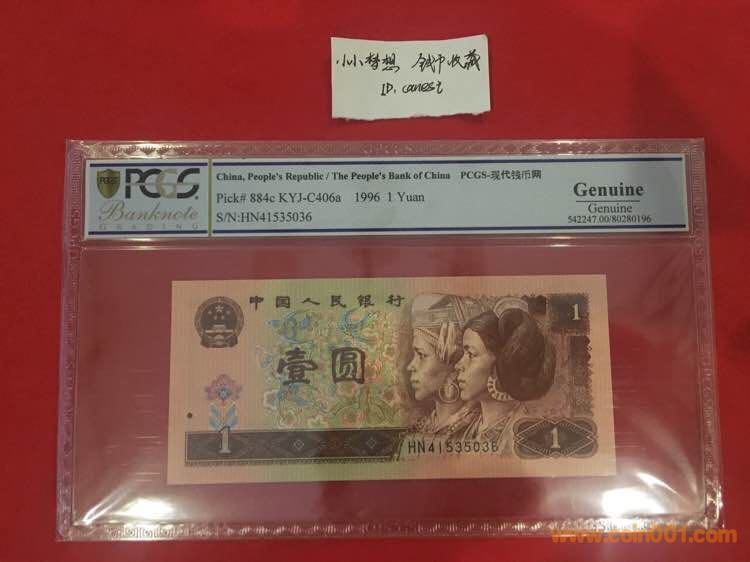 小小梦想 钱币收藏
ID: canest
PCGS
Banknote
GRADING
China, People's Republic / The People's Bank of China PCGS-现代钱币网
Pick# 884c KYJ-C406a 1996 1 Yuan
S/N:HN41535036
Genuine
Genuine
542247.00/80280196
中国人民银行
1
壹圆
1
HN41535036
1
www.coin001.com